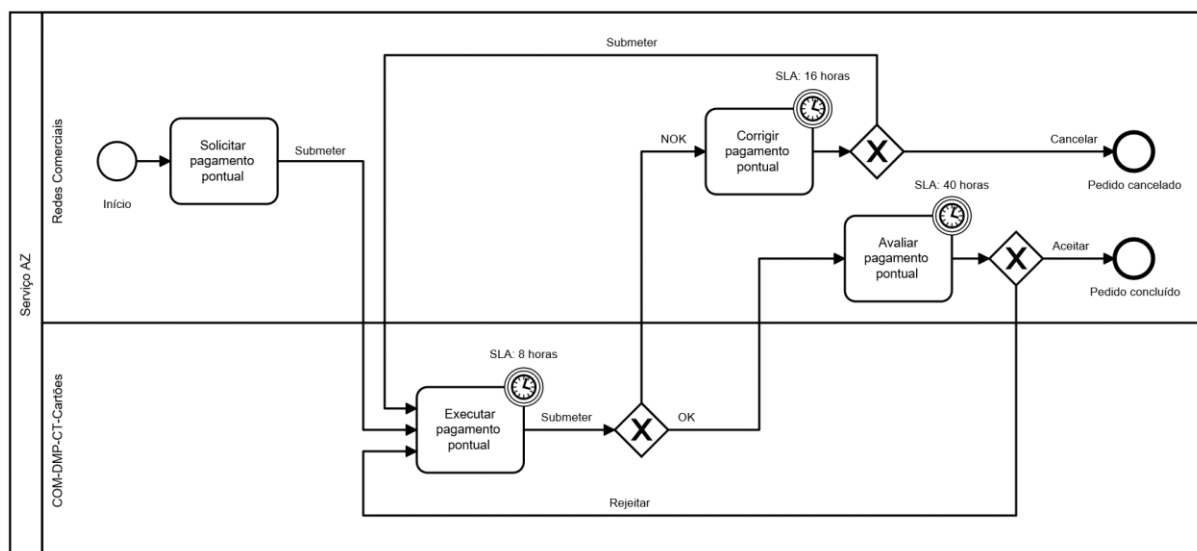 Serviço AZ
Redes Comerciais
Início
Solicitar
pagamento
pontual
Submeter
Submeter
NOK
SLA: 16 horas
Corrigir
pagamento
pontual
X
Cancelar
Pedido cancelado
SLA: 40 horas
Avaliar
pagamento
pontual
X
Aceitar
Pedido concluído
COM-DMP-CT-Cartões
SLA: 8 horas
Executar
pagamento
pontual
Submeter
X
OK
Rejeitar